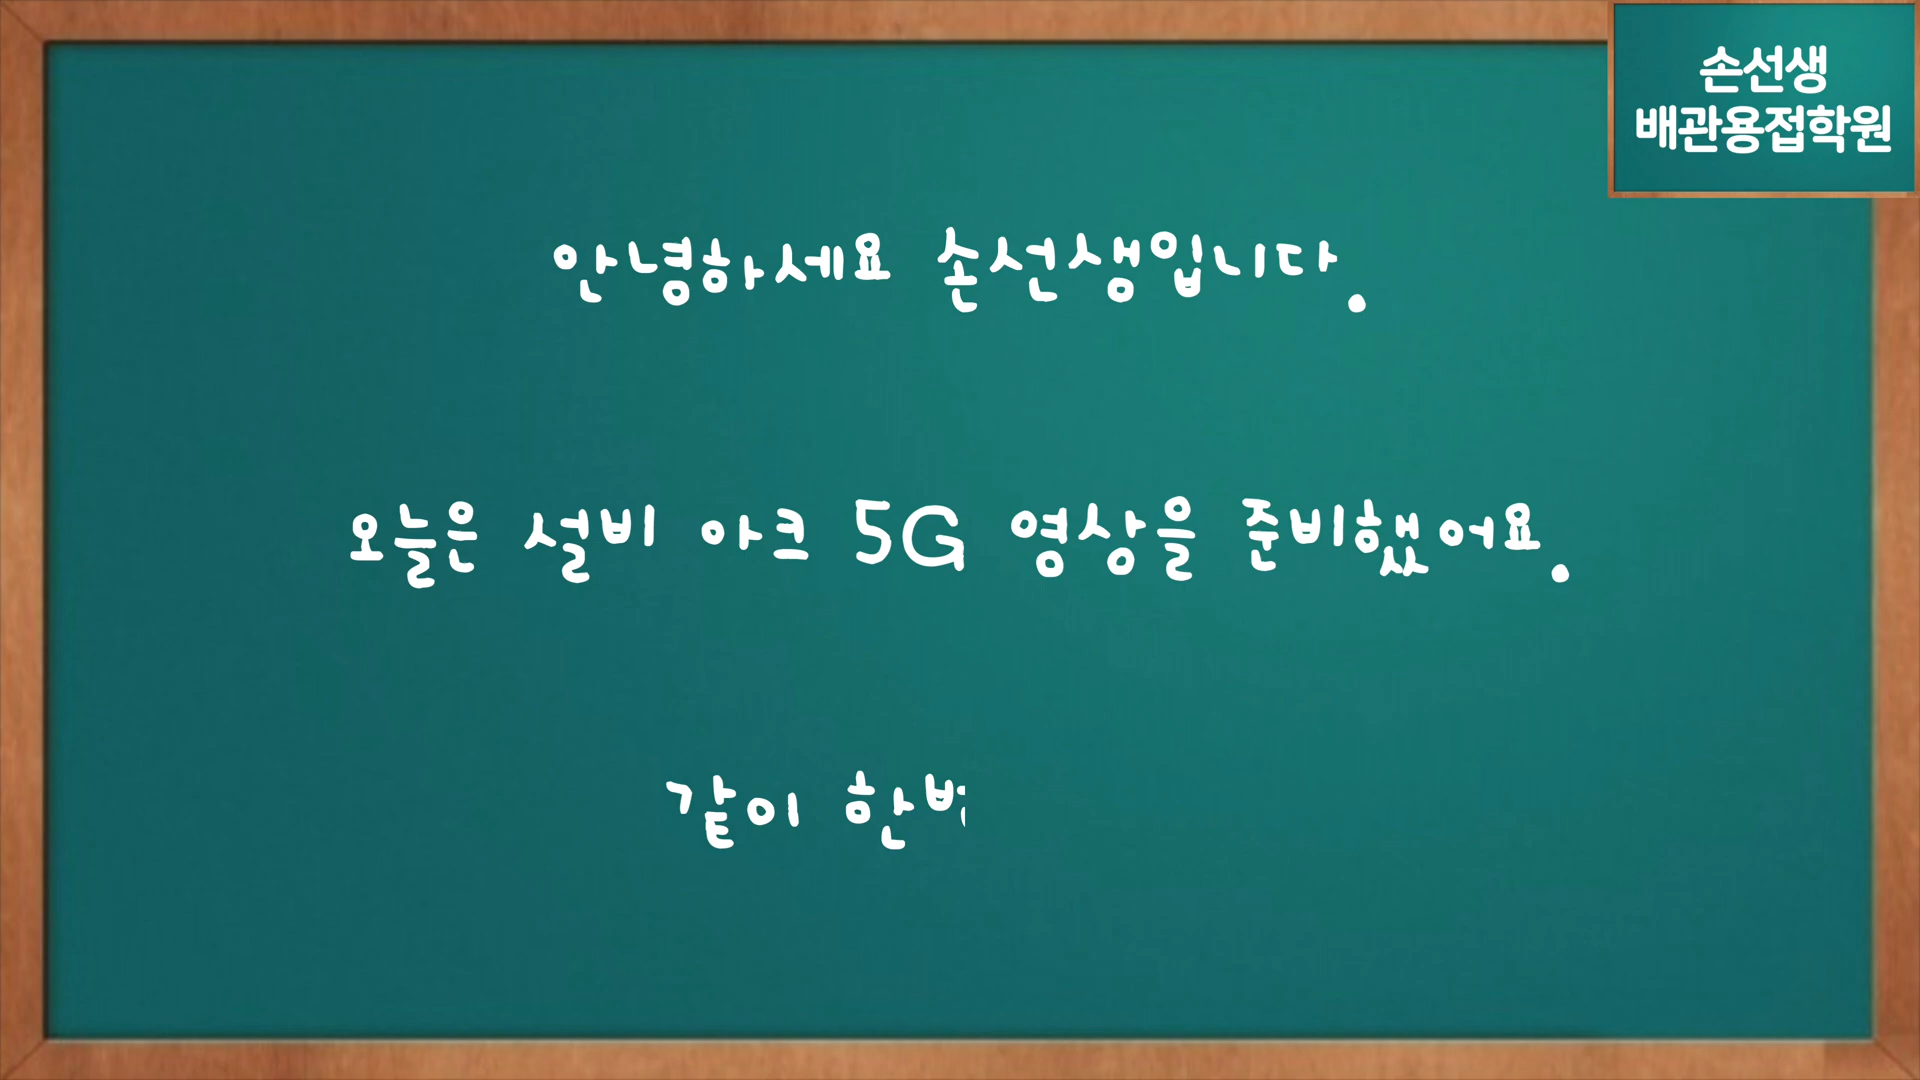 손선생
배관용접학원
안녕하세요 손선생입니다.
오늘은 설비 아크 5G 영상을 준비했어요.
같이 한